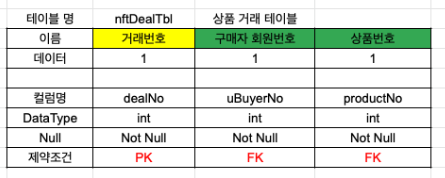 테이블 명 nftDealTbl 상품 거래 테이블
이름 거래번호 구매자 회원번호 상품번호
데이터 1 1 1
컬럼명 dealNo uBuyerNo productNo
DataType int int int
Null Not Null Not Null Not Null
제약조건 PK FK FK